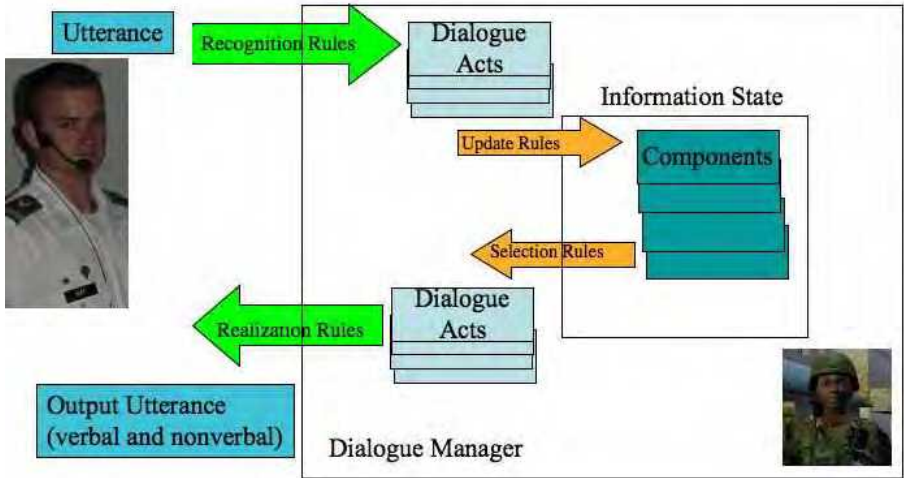 Utterance
Recognition Rules
Dialogue
Acts
Information State
Update Rules
Components
Selection Rules
Dialogue
Acts
Realization Rules
Output Utterance
(verbal and nonverbal)
Dialogue Manager